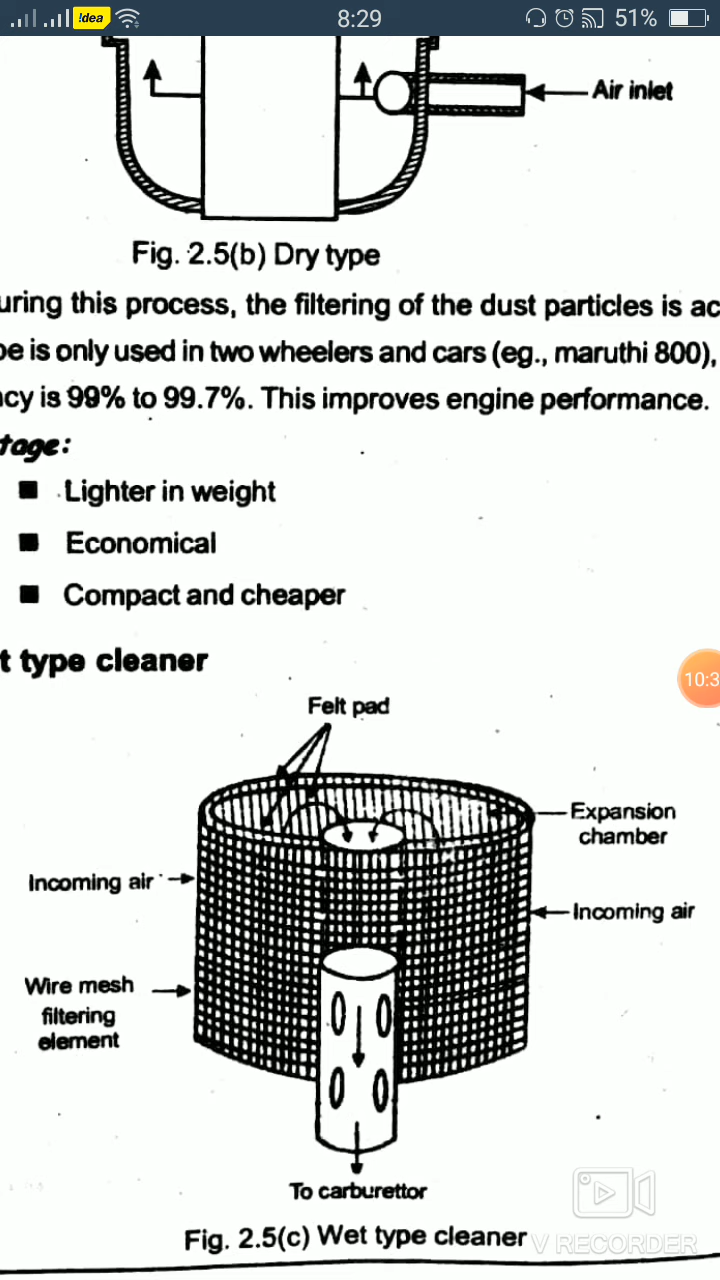 !dea
8:29
51%
Air inlet
Fig. 2.5(b) Dry type
uring this process, the filtering of the dust particles is ac
pe is only used in two wheelers and cars (eg., maruthi 800),
ncy is 99% to 99.7%. This improves engine performance.
tage:
■ Lighter in weight
■ Economical
■ Compact and cheaper
t type cleaner
10:3
Felt pad
Expansion
chamber
Incoming air
Incoming air
Wire mesh
filtering
element
To carburettor
Fig. 2.5(c) Wet type cleaner
V RECORDER